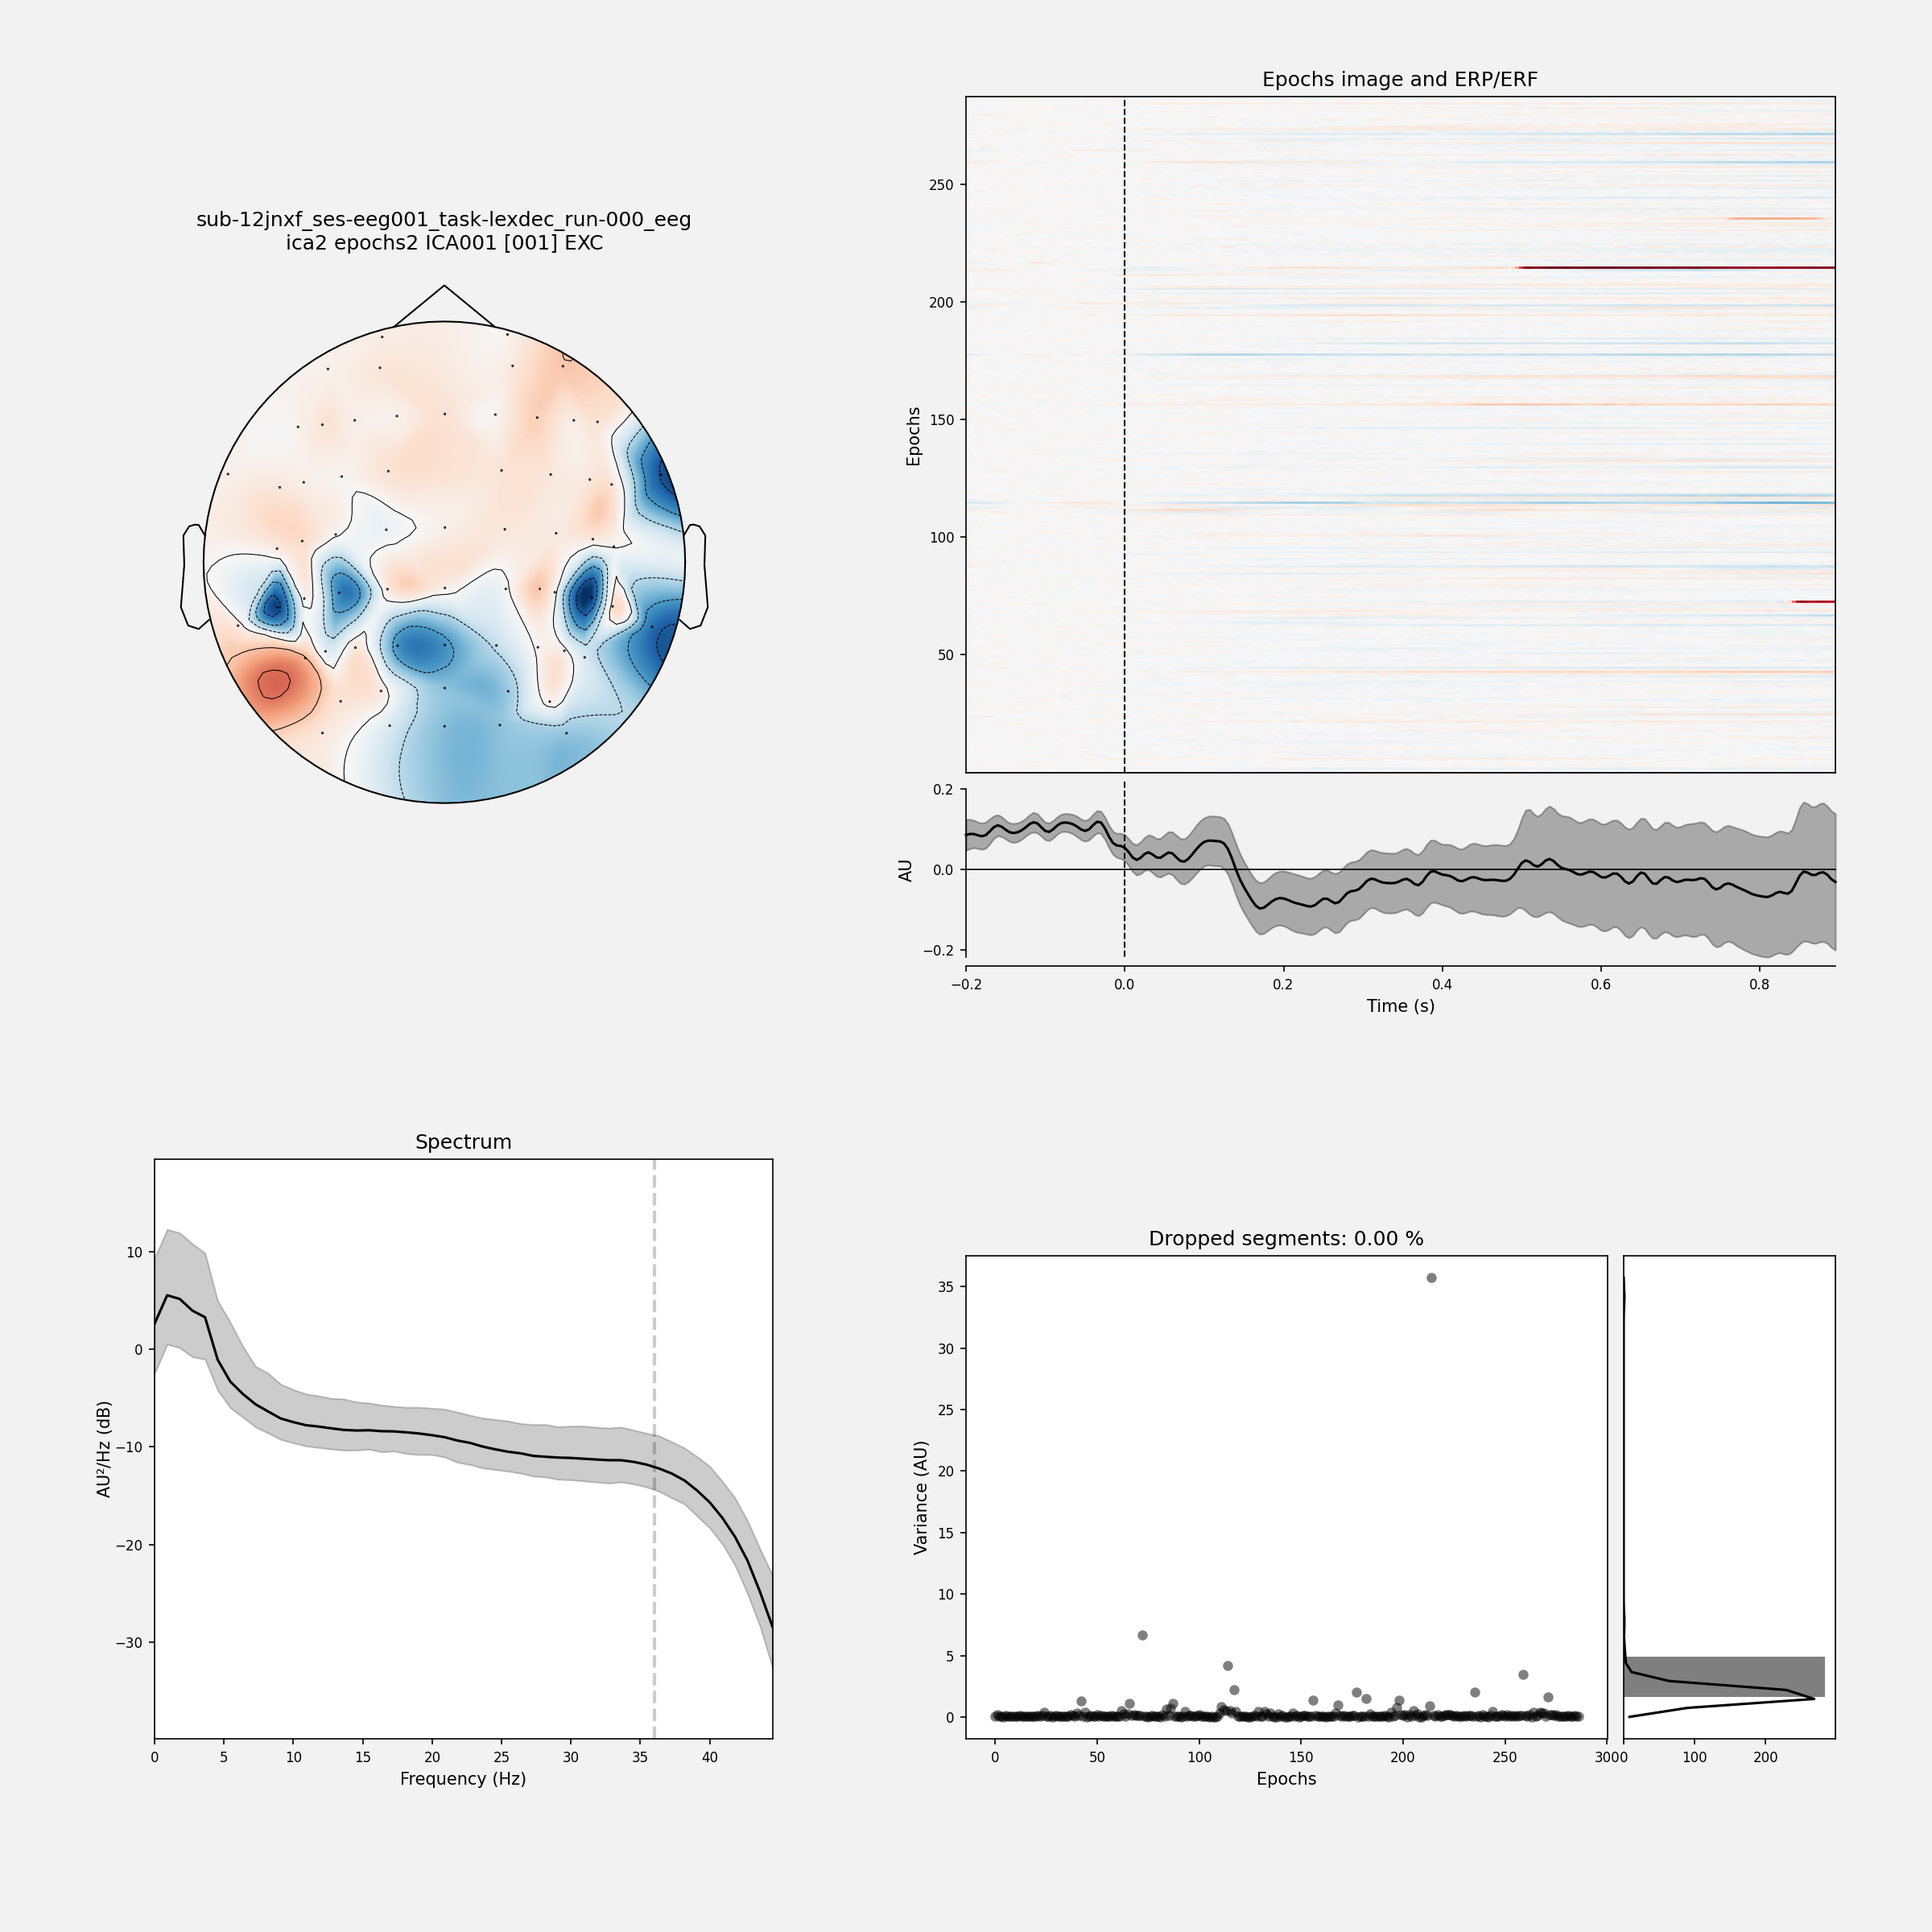 sub-12jnxf_ses-eeg001_task-lexdec_run-000_eeg
ica2 epochs2 ICA001 [001] EXC
Epochs image and ERP/ERF
Epochs
250
200
150
100
50
AU
0.2
0.0
−0.2
−0.2 0.0 0.2 0.4 0.6 0.8
Time (s)
Spectrum
AU²/Hz (dB)
10
0
−10
−20
−30
0 5 10 15 20 25 30 35 40
Frequency (Hz)
Dropped segments: 0.00 %
Variance (AU)
35
30
25
20
15
10
5
0
0 50 100 150 200 250 300
Epochs
0 100 200